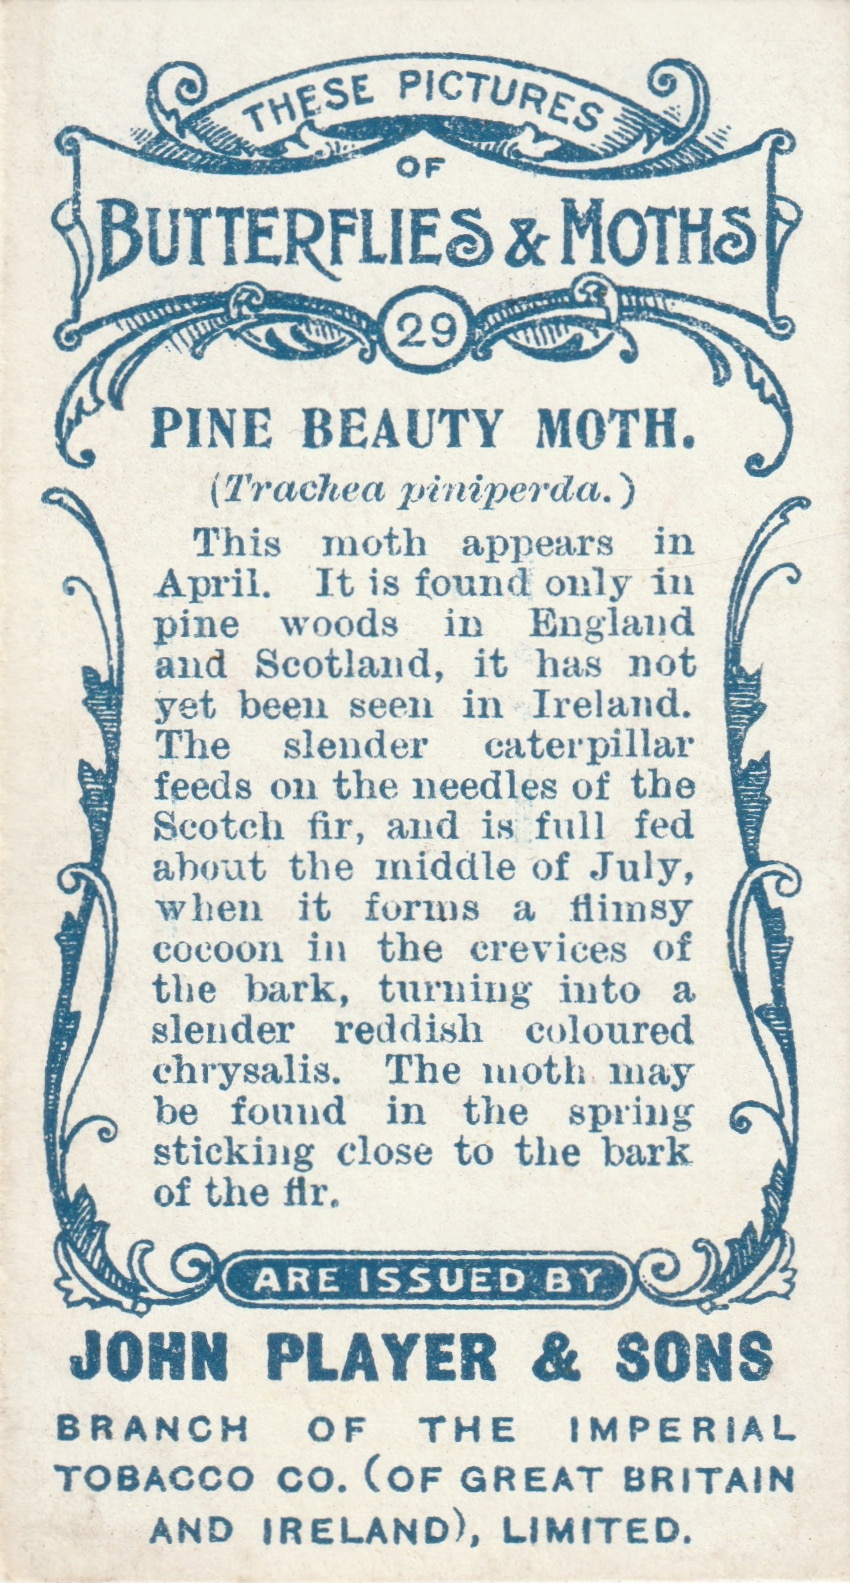 THESE PICTURES
OF
BUTTERFLIES & MOTHS
29
PINE BEAUTY MOTH.
(Trachea piniperda.)
This moth appears in
April. It is found only in
pine woods in England
and Scotland, it has not
yet been seen in Ireland.
The slender caterpillar
feeds on the needles of the
Scotch fir, and is full fed
about the middle of July,
when it forms a flimsy
cocoon in the crevices of
the bark, turning into a
slender reddish coloured
chrysalis. The moth may
be found in the spring
sticking close to the bark
of the fir.
ARE ISSUED BY
JOHN PLAYER & SONS
BRANCH OF THE IMPERIAL
TOBACCO CO. (OF GREAT BRITAIN
AND IRELAND), LIMITED.